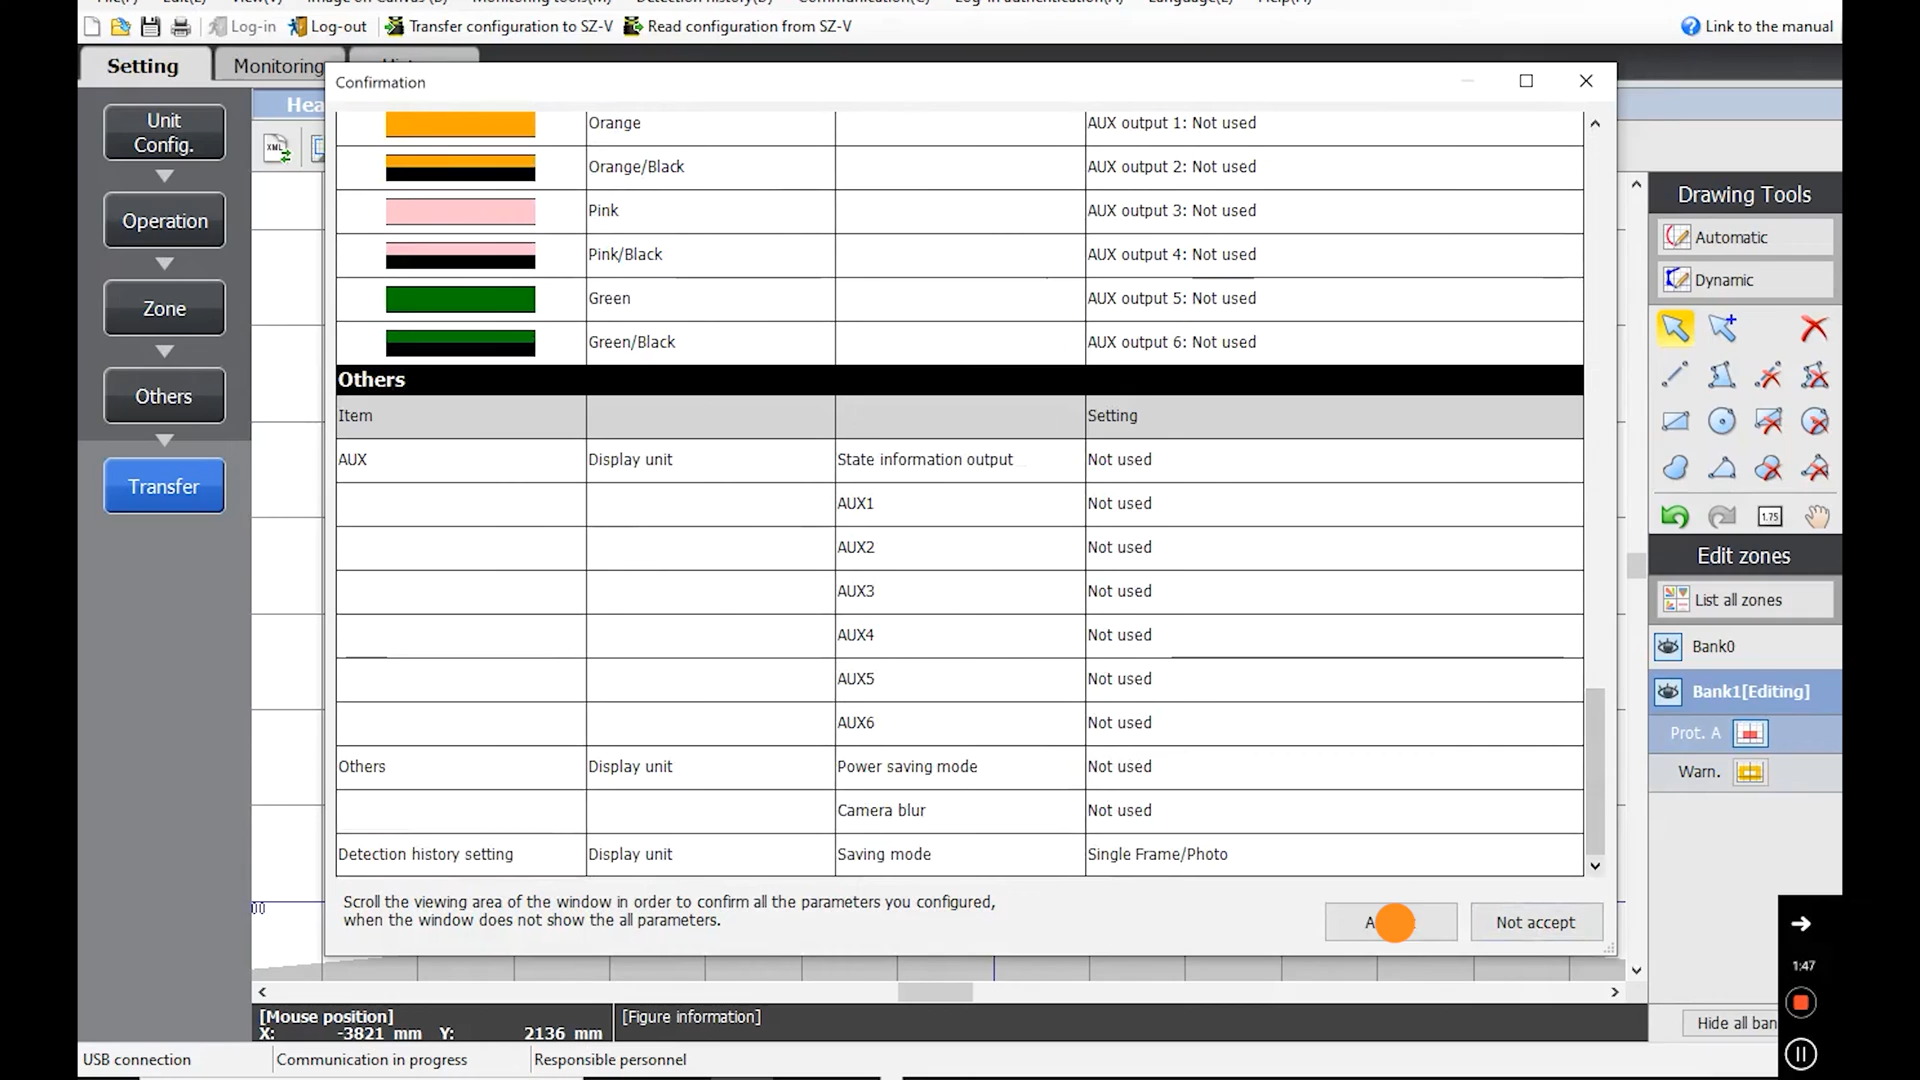 Log-in
Log-out
Transfer configuration to SZ-V
Read configuration from SZ-V
Link to the manual
Setting
Monitoring
Confirmation
Hea
Unit
Config.
XML
Operation
Zone
Others
Transfer
Orange
AUX output 1: Not used
Orange/Black
AUX output 2: Not used
Pink
AUX output 3: Not used
Pink/Black
AUX output 4: Not used
Green
AUX output 5: Not used
Green/Black
AUX output 6: Not used
Others
Item
Setting
AUX
Display unit
State information output
Not used
AUX1
Not used
AUX2
Not used
AUX3
Not used
AUX4
Not used
AUX5
Not used
AUX6
Not used
Others
Display unit
Power saving mode
Not used
Camera blur
Not used
Detection history setting
Display unit
Saving mode
Single Frame/Photo
Scroll the viewing area of the window in order to confirm all the parameters you configured,
when the window does not show the all parameters.
Not accept
Drawing Tools
Automatic
Dynamic
1.75
Edit zones
List all zones
Bank0
Bank1[Editing]
Prot. A
Warn.
Hide all ban
1:47
[Mouse position]
X: -3821 mm Y: 2136 mm
[Figure information]
USB connection
Communication in progress
Responsible personnel